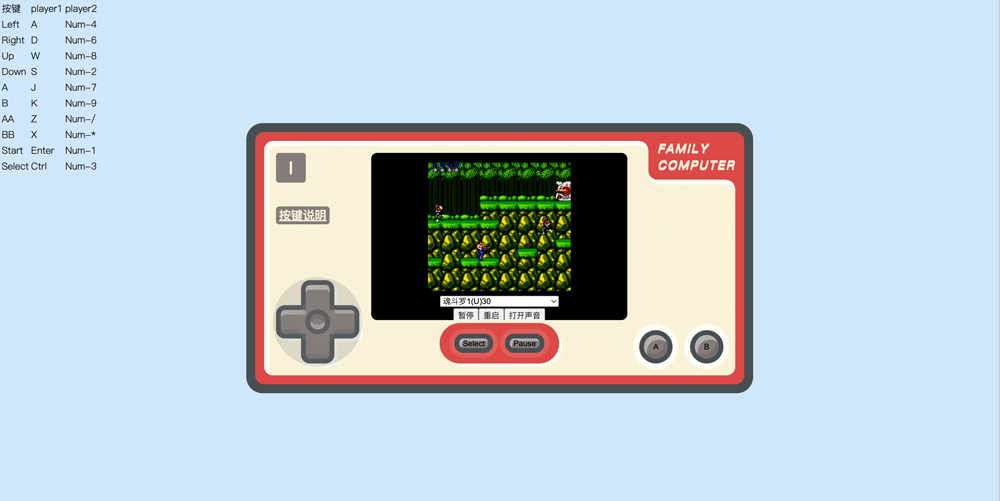 按键 player1 player2
Left A Num-4
Right D Num-6
Up W Num-8
Down S Num-2
A J Num-7
B K Num-9
AA Z Num-/
BB X Num-*
Start Enter Num-1
Select Ctrl Num-3
FAMILY
COMPUTER
I
按键说明
魂斗罗1(U)30
暂停 重启 打开声音
Select Pause
A B